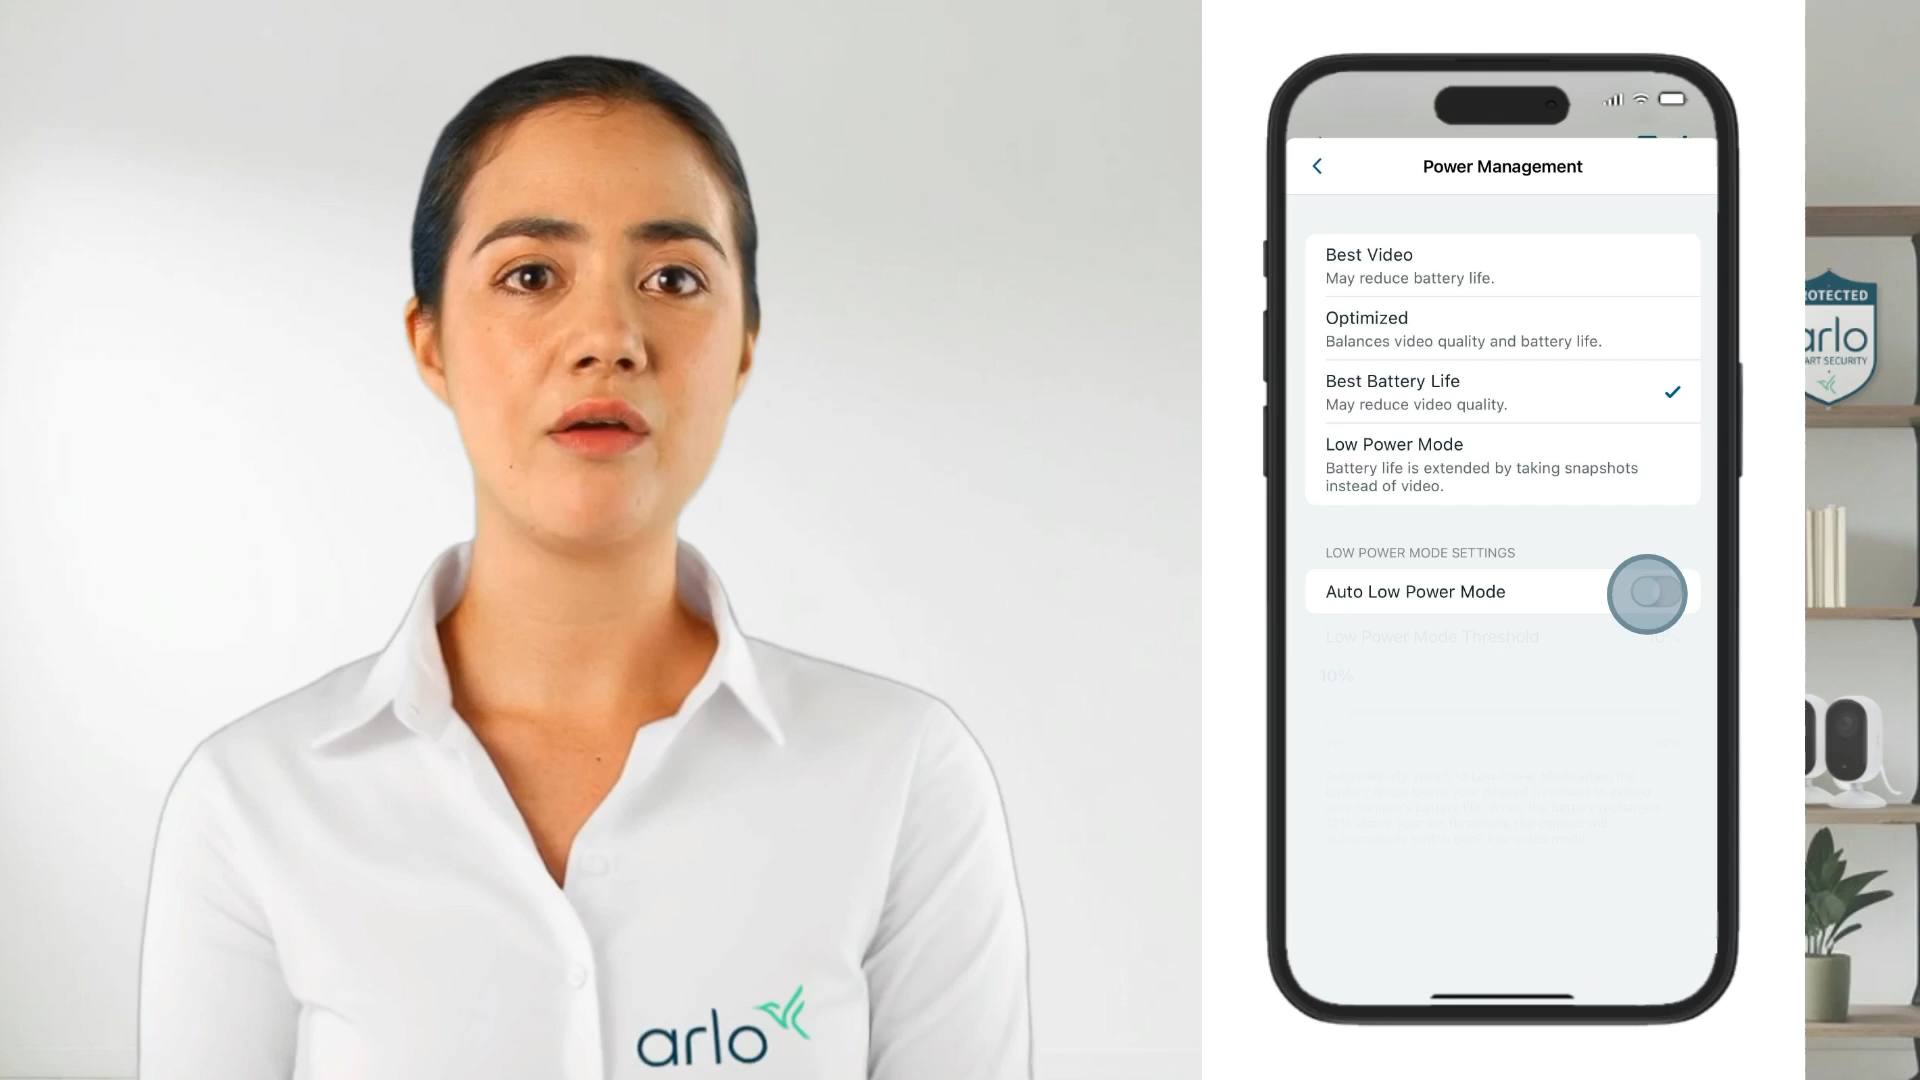 arlo
Power Management
Best Video
May reduce battery life.
Optimized
Balances video quality and battery life.
Best Battery Life
May reduce video quality.
Low Power Mode
Battery life is extended by taking snapshots
instead of video.
LOW POWER MODE SETTINGS
Auto Low Power Mode
Low Power Mode Threshold
10%
OTECTED
arlo
ART SECURITY